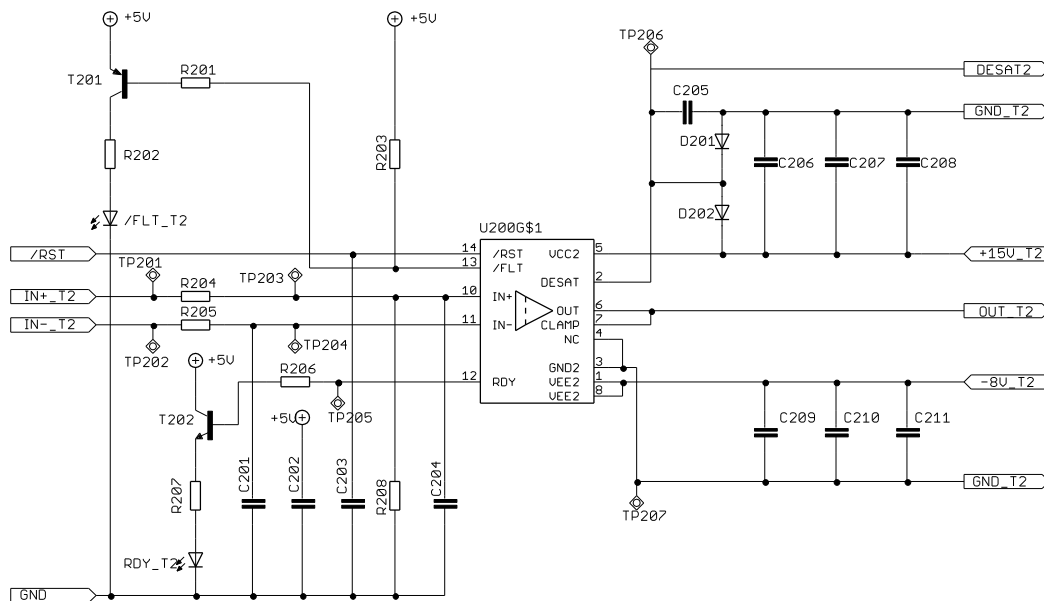 +5V
+5V
TP206
DESAT2
T201
R201
C205
GND_T2
R202
R203
D201
C206
C207
C208
/FLT_T2
D202
U200G$1
/RST
14
/RST
VCC2
5
+15V_T2
TP201
TP203
13
/FLT
DESAT
2
IN+_T2
R204
10
IN+
OUT
6
OUT_T2
IN-_T2
R205
11
IN-
CLAMP
7
TP202
TP204
NC
4
+5V
R206
GND2
3
12
RDY
VEE2
1
-8V_T2
VEE2
8
T202
+5V
TP205
C209
C210
C211
R207
C201
C202
C203
R208
C204
GND_T2
TP207
RDY_T2
GND